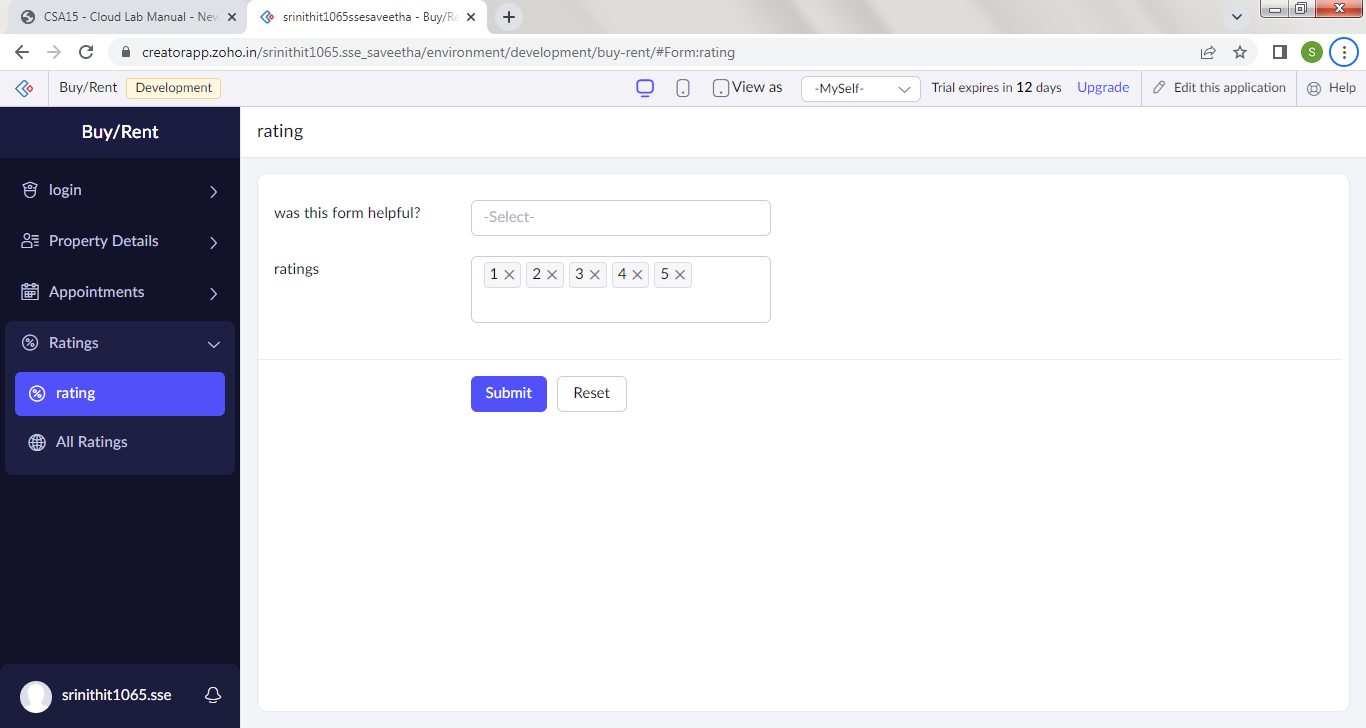 CSA15 - Cloud Lab Manual - New
srinithit1065ssesaveetha - Buy/Re
creatorapp.zoho.in/srinithit1065.sse_saveetha/environment/development/buy-rent/#Form:rating
S
Buy/Rent Development View as -MySelf- Trial expires in 12 days Upgrade Edit this application Help
Buy/Rent
rating
login
Property Details
Appointments
Ratings
rating
All Ratings
was this form helpful? -Select-
ratings 1 2 3 4 5
Submit Reset
srinithit1065.sse